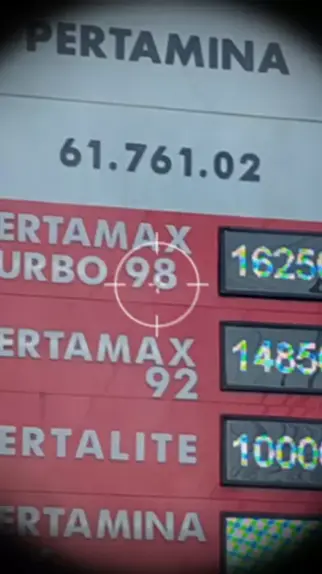 PERTAMINA
61.761.02
ERTAMAX
URBO 98
1625
ERTAMAX
92
1485
ERTALITE
1000
ERTAMINA